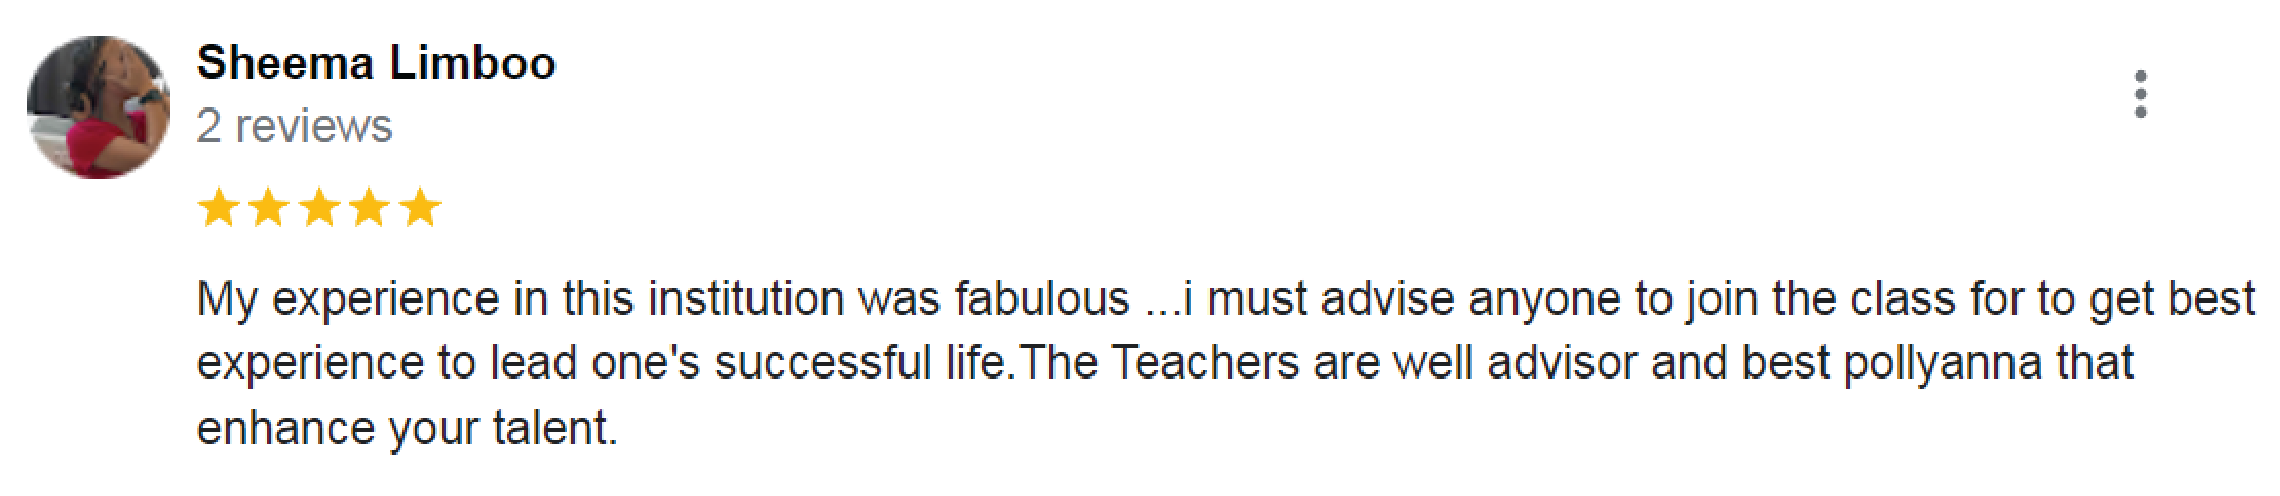 Sheema Limboo
2 reviews
My experience in this institution was fabulous ...i must advise anyone to join the class for to get best
experience to lead one's successful life.The Teachers are well advisor and best pollyanna that
enhance your talent.